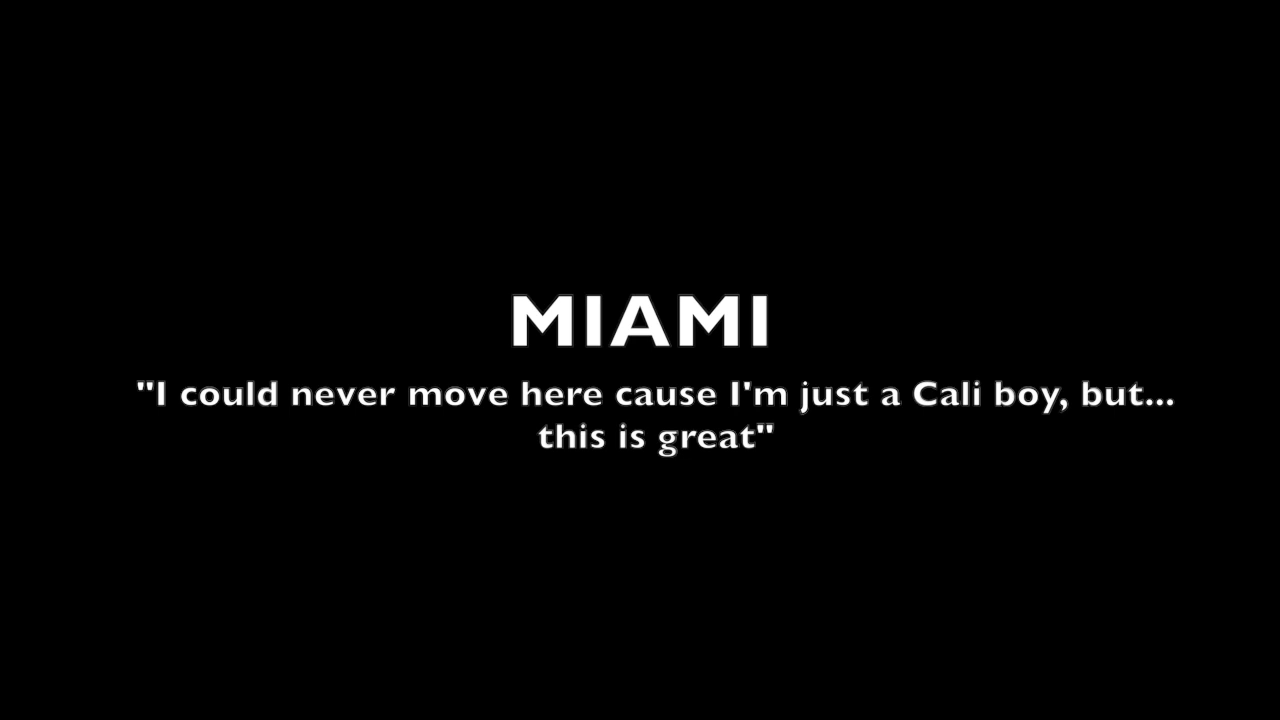 MIAMI
"I could never move here cause I'm just a Cali boy, but...
this is great"